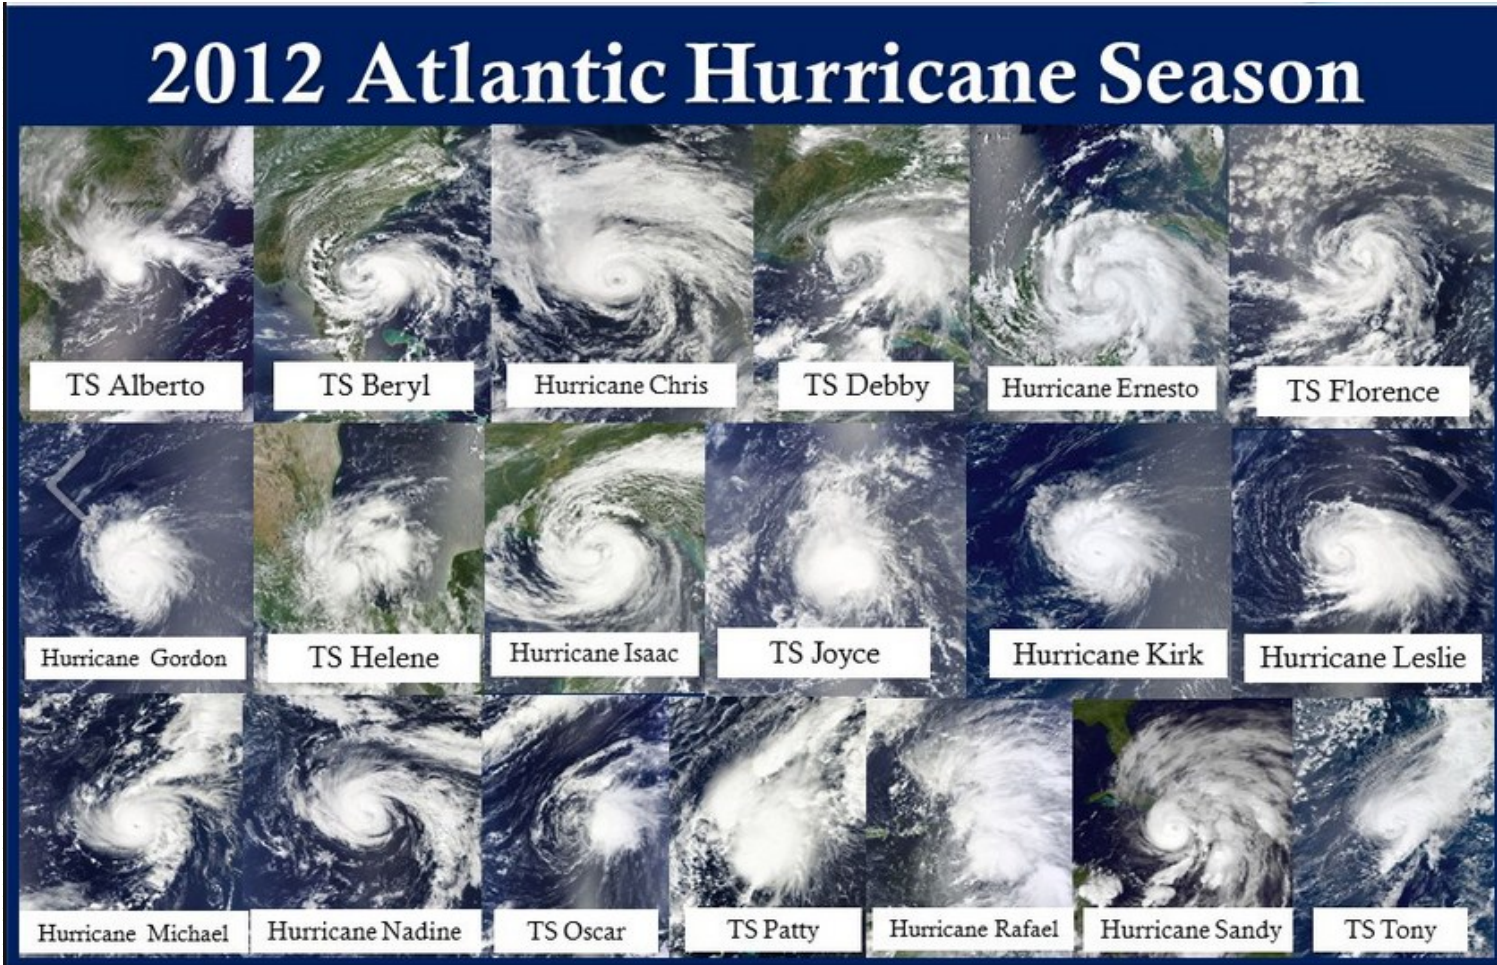 2012 Atlantic Hurricane Season
TS Alberto
TS Beryl
Hurricane Chris
TS Debby
Hurricane Ernesto
TS Florence
Hurricane Gordon
TS Helene
Hurricane Isaac
TS Joyce
Hurricane Kirk
Hurricane Leslie
Hurricane Michael
Hurricane Nadine
TS Oscar
TS Patty
Hurricane Rafael
Hurricane Sandy
TS Tony